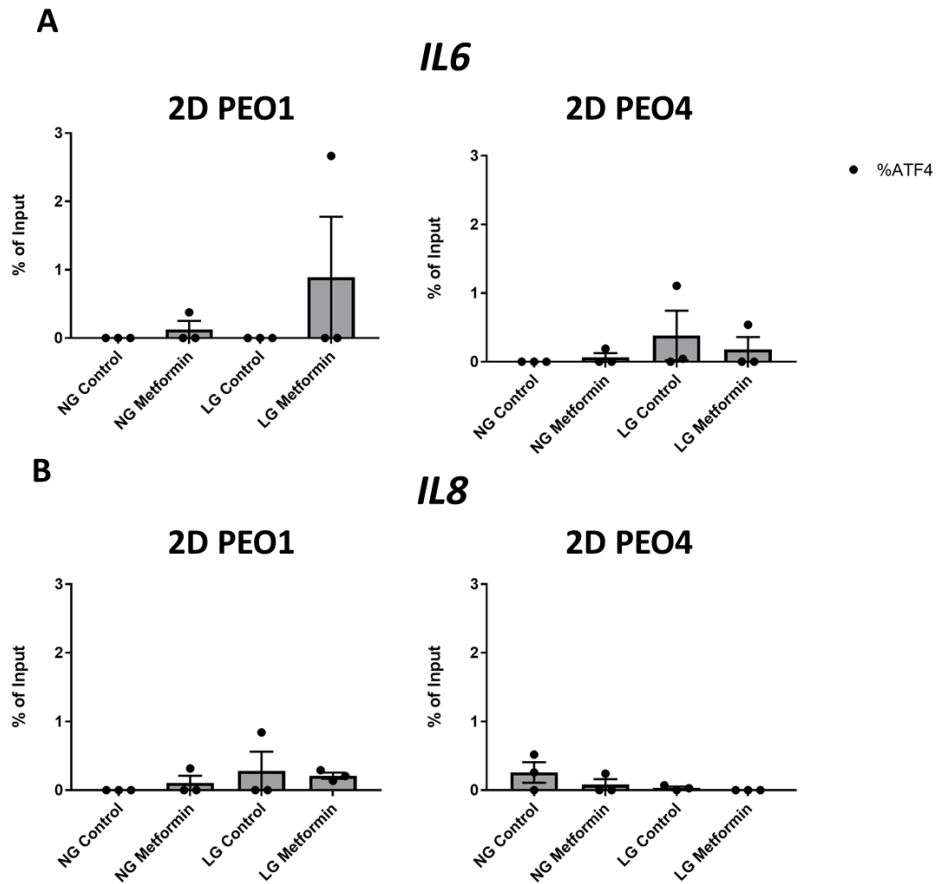 A
IL6
2D PEO1
2D PEO4
%ATF4
% of Input
3
2
1
0
NG Control
NG Metformin
LG Control
LG Metformin
% of Input
3
2
1
0
NG Control
NG Metformin
LG Control
LG Metformin
B
IL8
2D PEO1
2D PEO4
% of Input
3
2
1
0
NG Control
NG Metformin
LG Control
LG Metformin
% of Input
3
2
1
0
NG Control
NG Metformin
LG Control
LG Metformin